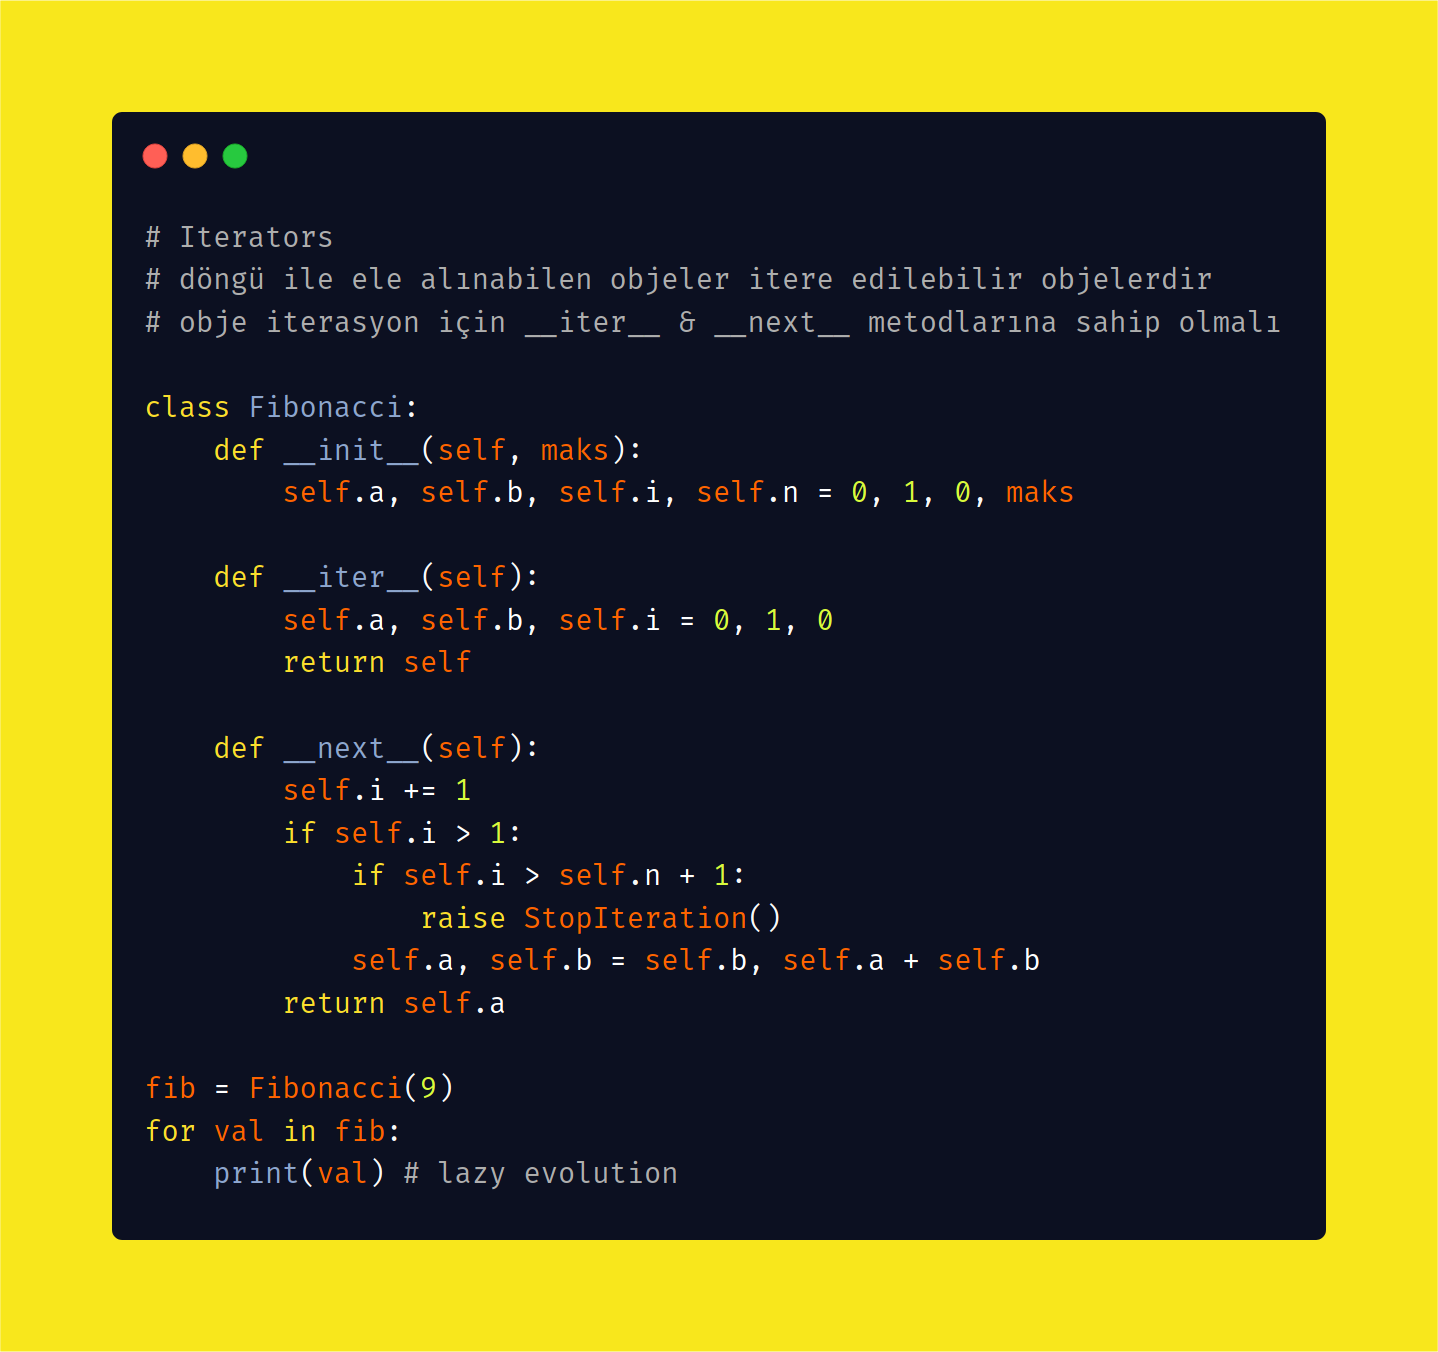 # Iterators
# döngü ile ele alınabilen objeler itere edilebilir objelerdir
# obje iterasyon için __iter__ & __next__ metodlarına sahip olmalı
class Fibonacci:
    def __init__(self, maks):
        self.a, self.b, self.i, self.n = 0, 1, 0, maks
    def __iter__(self):
        self.a, self.b, self.i = 0, 1, 0
        return self
    def __next__(self):
        self.i += 1
        if self.i > 1:
            if self.i > self.n + 1:
                raise StopIteration()
            self.a, self.b = self.b, self.a + self.b
        return self.a
fib = Fibonacci(9)
for val in fib:
    print(val) # lazy evolution